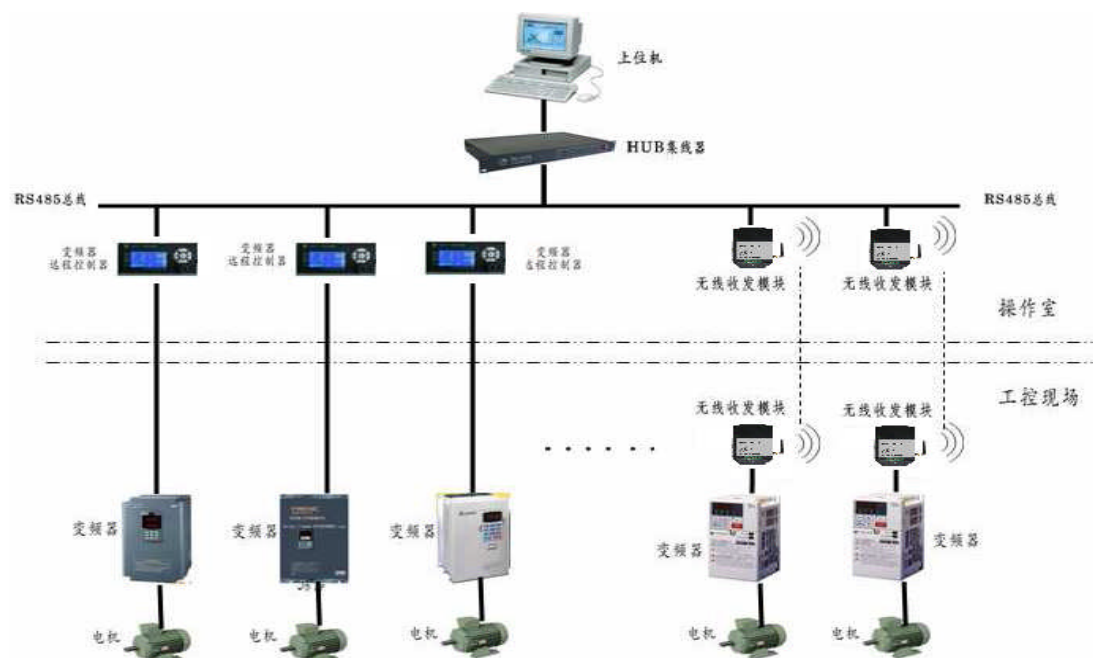 上位机
HUB集线器
RS485总线
RS485总线
变频器
远程控制器
变频器
远程控制器
变频器
远程控制器
无线收发模块
无线收发模块
操作室
工控现场
无线收发模块
无线收发模块
变频器
变频器
变频器
变频器
变频器
电机
电机
电机
电机
电机